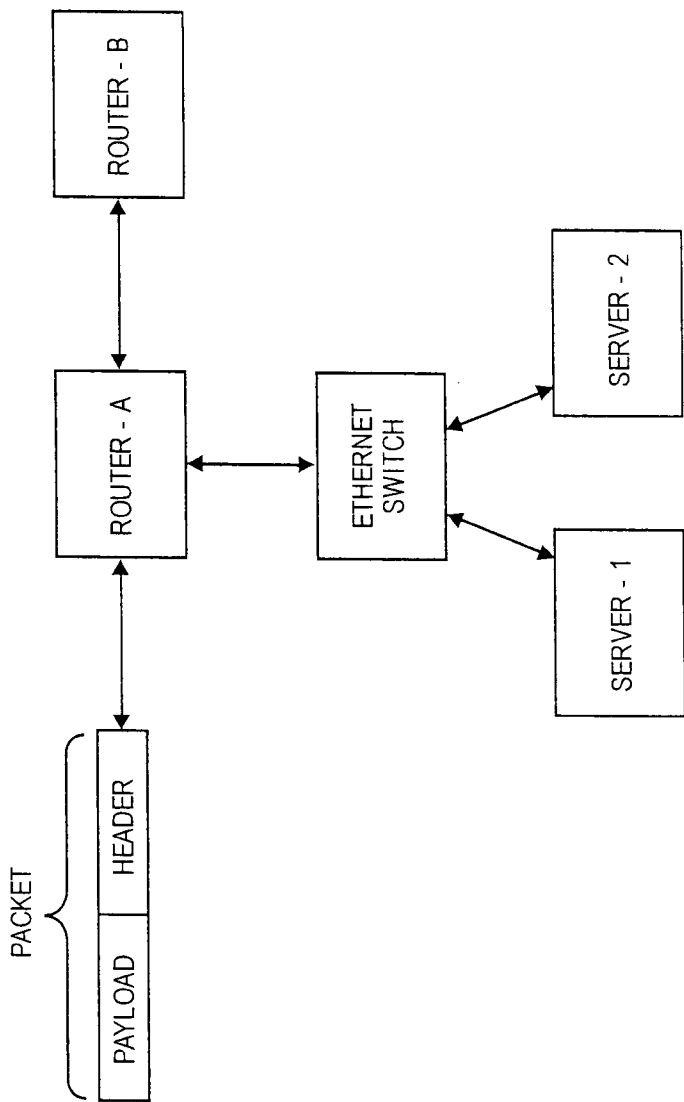 PACKET
PAYLOAD
HEADER
ROUTER - A
ROUTER - B
ETHERNET
SWITCH
SERVER - 1
SERVER - 2